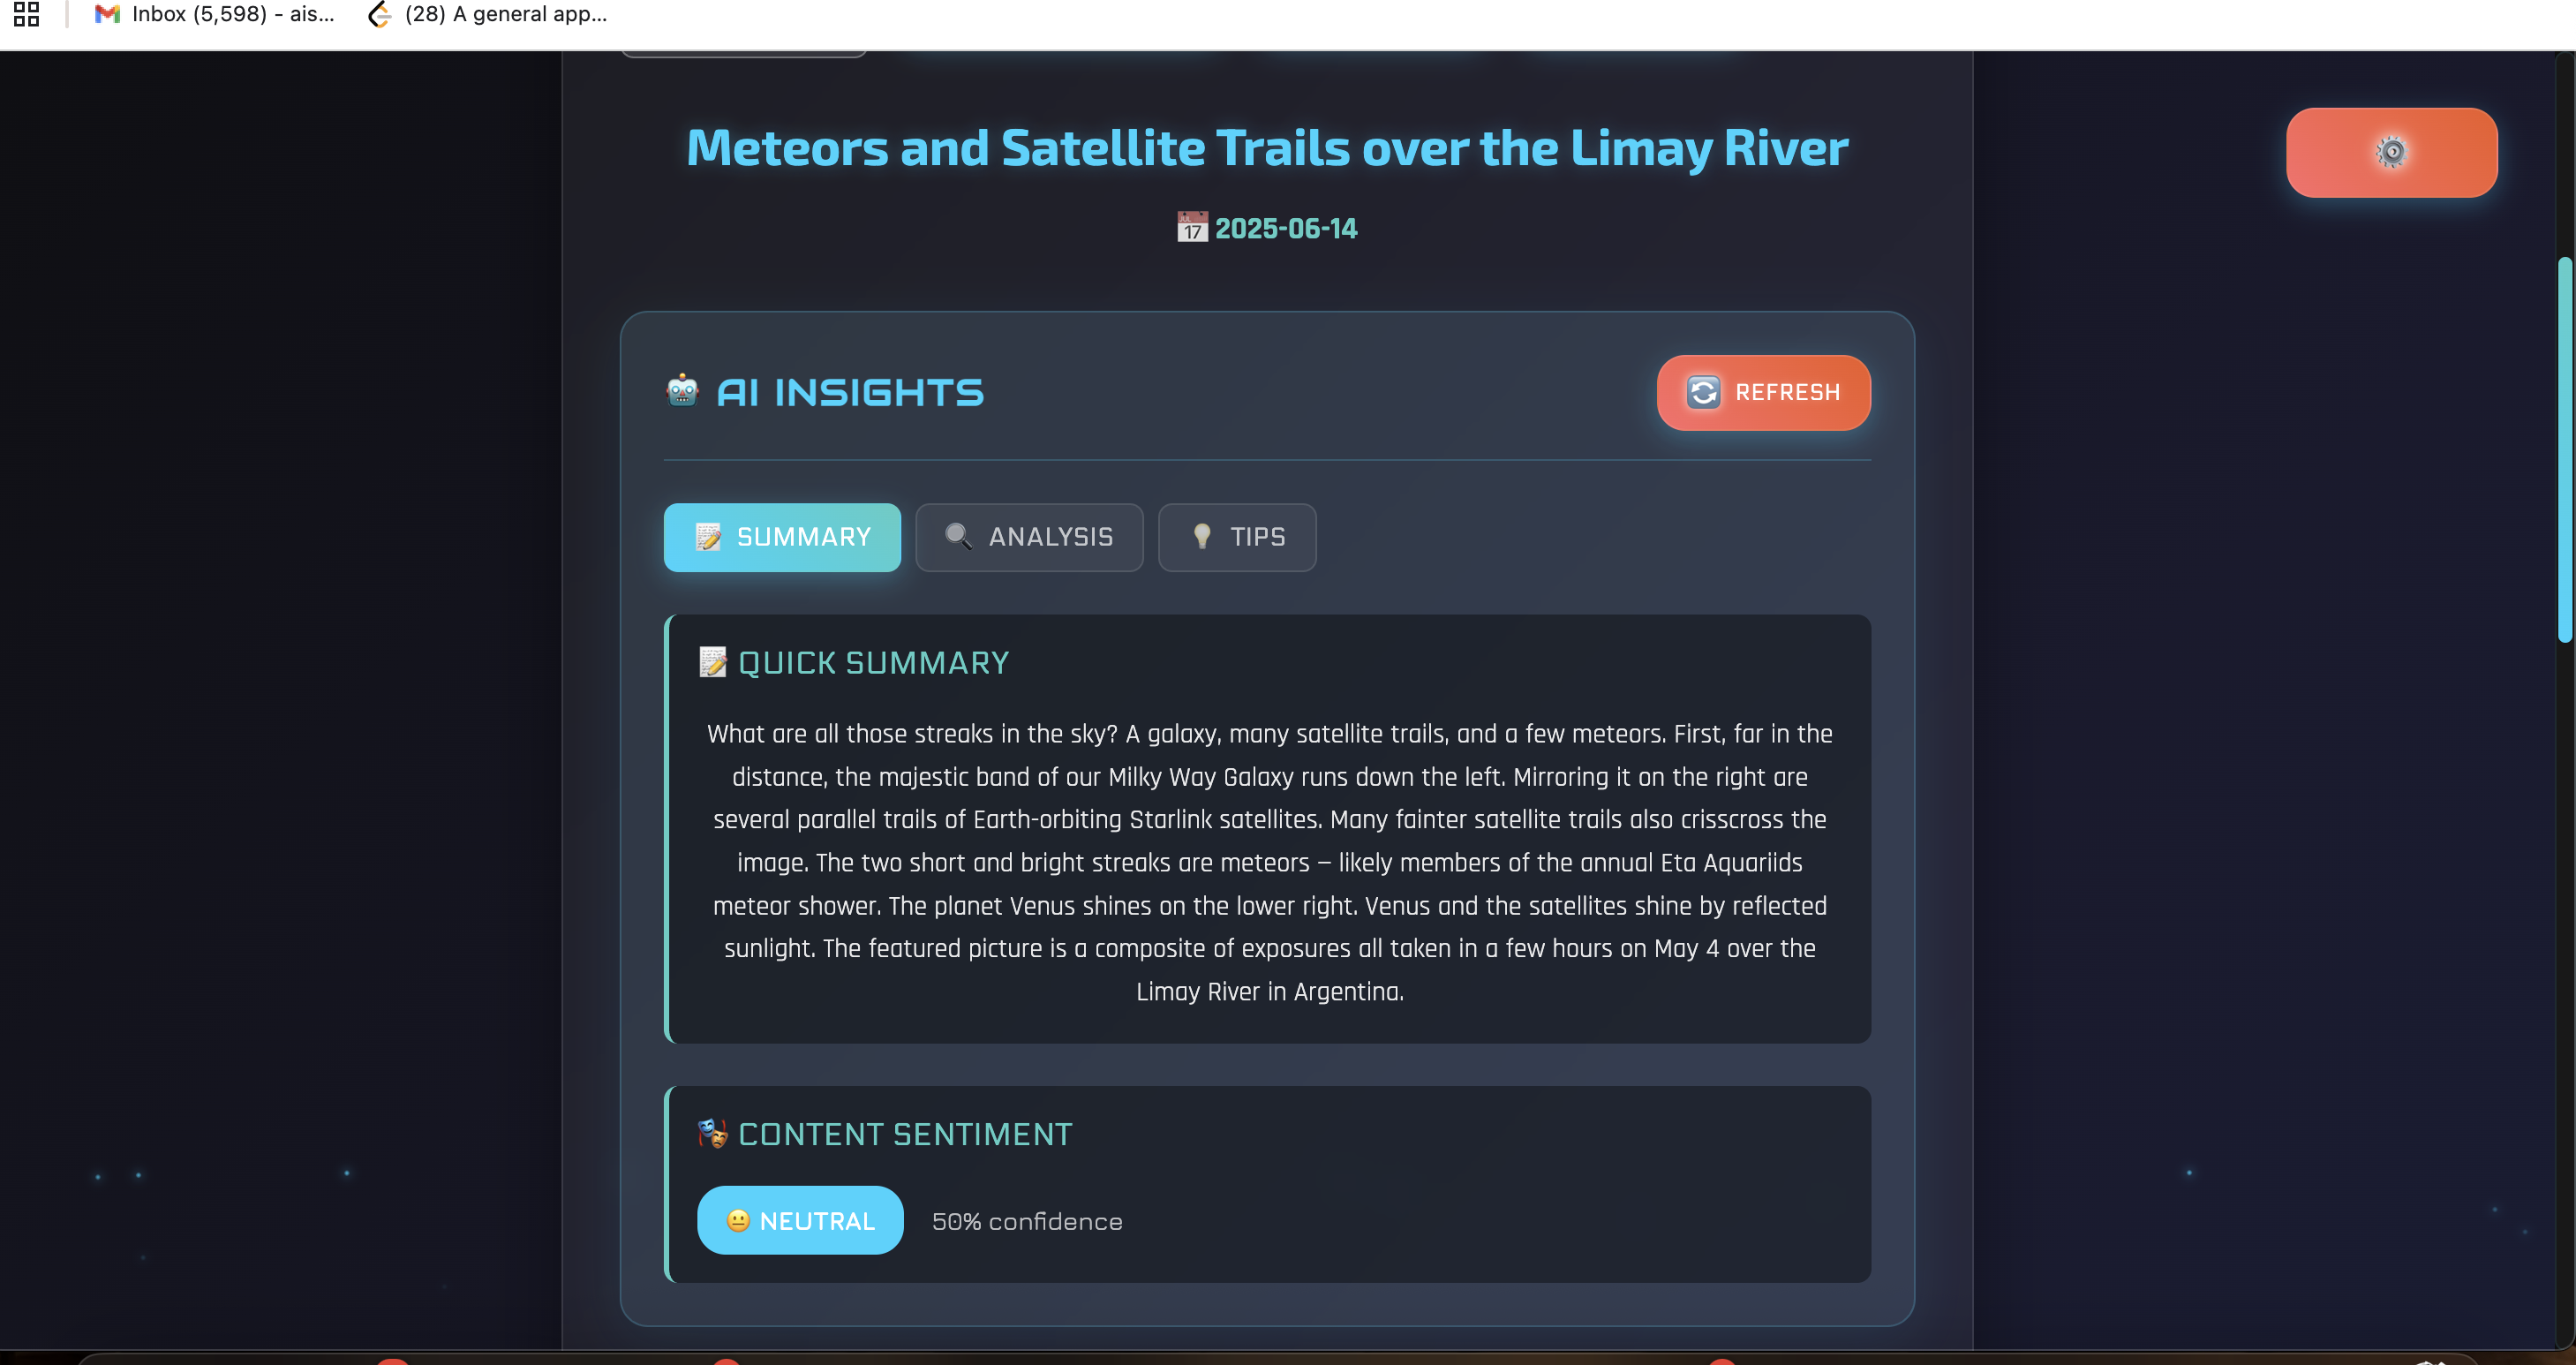 Inbox (5,598) - ais... (28) A general app...
Meteors and Satellite Trails over the Limay River
JUL 17 2025-06-14
AI INSIGHTS
REFRESH
SUMMARY ANALYSIS TIPS
QUICK SUMMARY
What are all those streaks in the sky? A galaxy, many satellite trails, and a few meteors. First, far in the
distance, the majestic band of our Milky Way Galaxy runs down the left. Mirroring it on the right are
several parallel trails of Earth-orbiting Starlink satellites. Many fainter satellite trails also crisscross the
image. The two short and bright streaks are meteors — likely members of the annual Eta Aquariids
meteor shower. The planet Venus shines on the lower right. Venus and the satellites shine by reflected
sunlight. The featured picture is a composite of exposures all taken in a few hours on May 4 over the
Limay River in Argentina.
CONTENT SENTIMENT
NEUTRAL 50% confidence